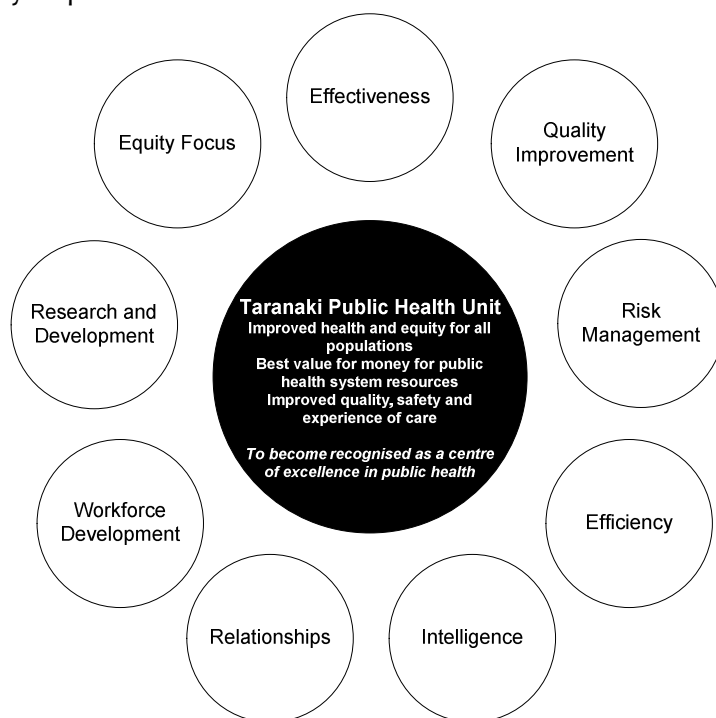 Effectiveness
Equity Focus
Quality
Improvement
Research and
Development
Taranaki Public Health Unit
Improved health and equity for all
populations
Best value for money for public
health system resources
Improved quality, safety and
experience of care
To become recognised as a centre
of excellence in public health
Risk
Management
Workforce
Development
Efficiency
Relationships
Intelligence